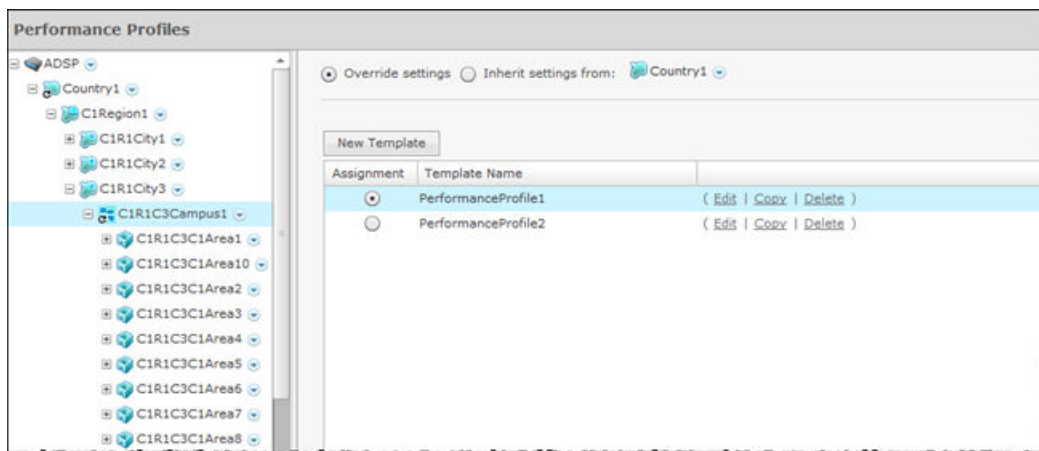 Performance Profiles
ADSP
Country1
C1Region1
C1R1City1
C1R1City2
C1R1City3
C1R1C3Campus1
C1R1C3C1Area1
C1R1C3C1Area10
C1R1C3C1Area2
C1R1C3C1Area3
C1R1C3C1Area4
C1R1C3C1Area5
C1R1C3C1Area6
C1R1C3C1Area7
C1R1C3C1Area8
Override settings Inherit settings from: Country1
New Template
Assignment Template Name
PerformanceProfile1 ( Edit | Copy | Delete )
PerformanceProfile2 ( Edit | Copy | Delete )